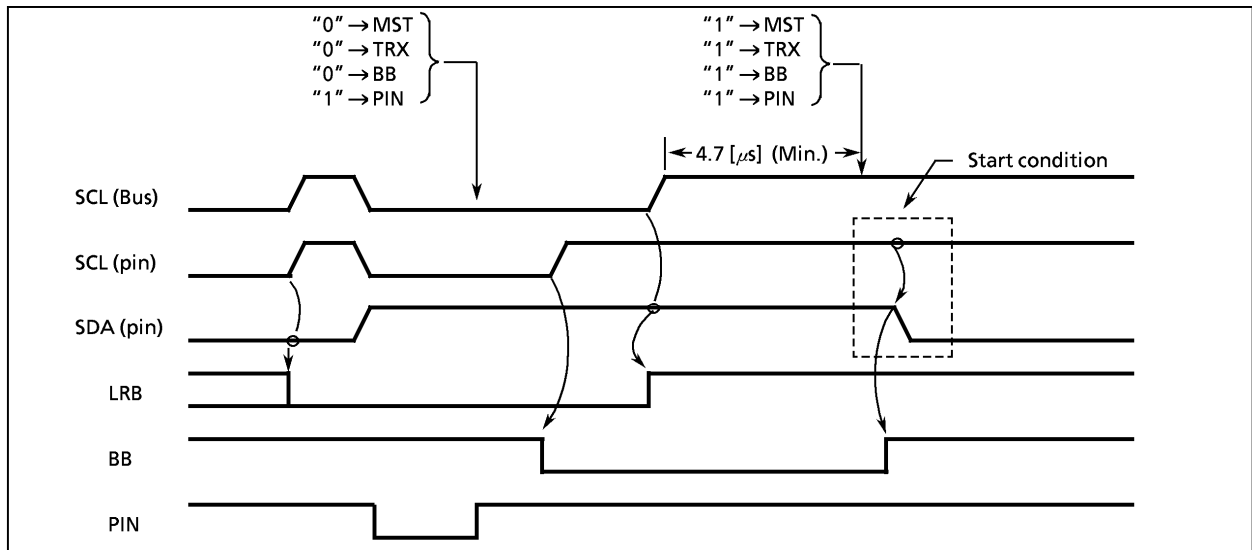 “0” → MST
“0” → TRX
“0” → BB
“1” → PIN
“1” → MST
“1” → TRX
“1” → BB
“1” → PIN
4.7 [μs] (Min.)
Start condition
SCL (Bus)
SCL (pin)
SDA (pin)
LRB
BB
PIN